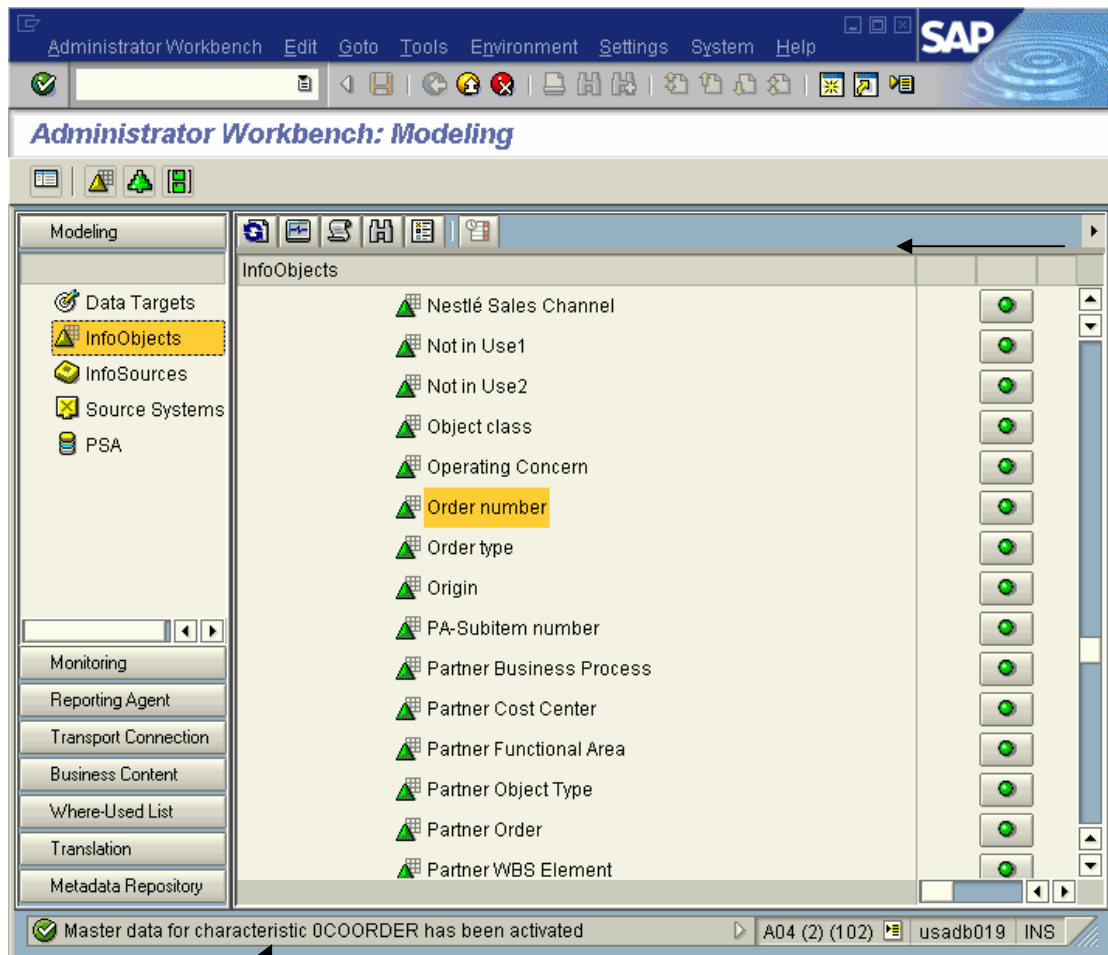 Administrator Workbench Edit Goto Tools Environment Settings System Help
SAP
Administrator Workbench: Modeling
Modeling
InfoObjects
Data Targets
InfoObjects
InfoSources
Source Systems
PSA
Nestlé Sales Channel
Not in Use1
Not in Use2
Object class
Operating Concern
Order number
Order type
Origin
PA-Subitem number
Partner Business Process
Partner Cost Center
Partner Functional Area
Partner Object Type
Partner Order
Partner WBS Element
Monitoring
Reporting Agent
Transport Connection
Business Content
Where-Used List
Translation
Metadata Repository
Master data for characteristic 0COORDER has been activated
A04 (2) (102) usadb019 INS